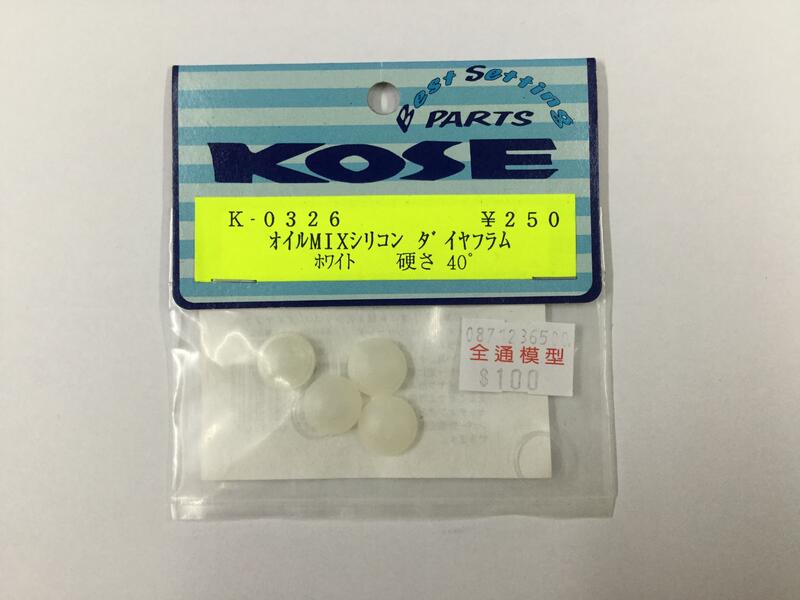 Best Setting
PARTS
KOSE
K-0326 ¥250
オイルMIXシリコン ダイヤフラム
ホワイト 硬さ 40°
全通模型
$100